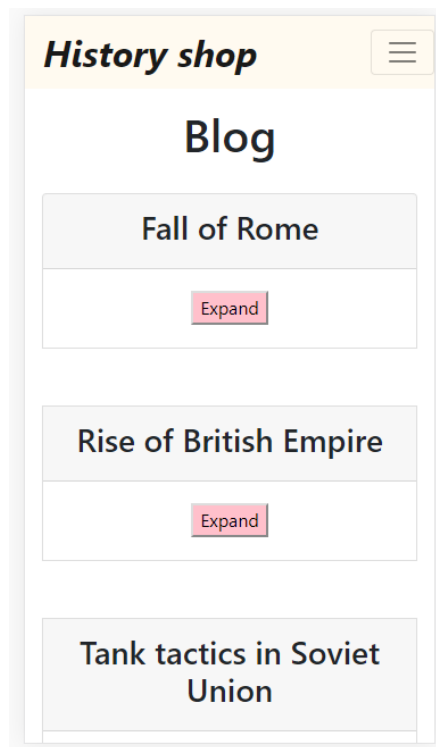 History shop
Blog
Fall of Rome
Expand
Rise of British Empire
Expand
Tank tactics in Soviet
Union